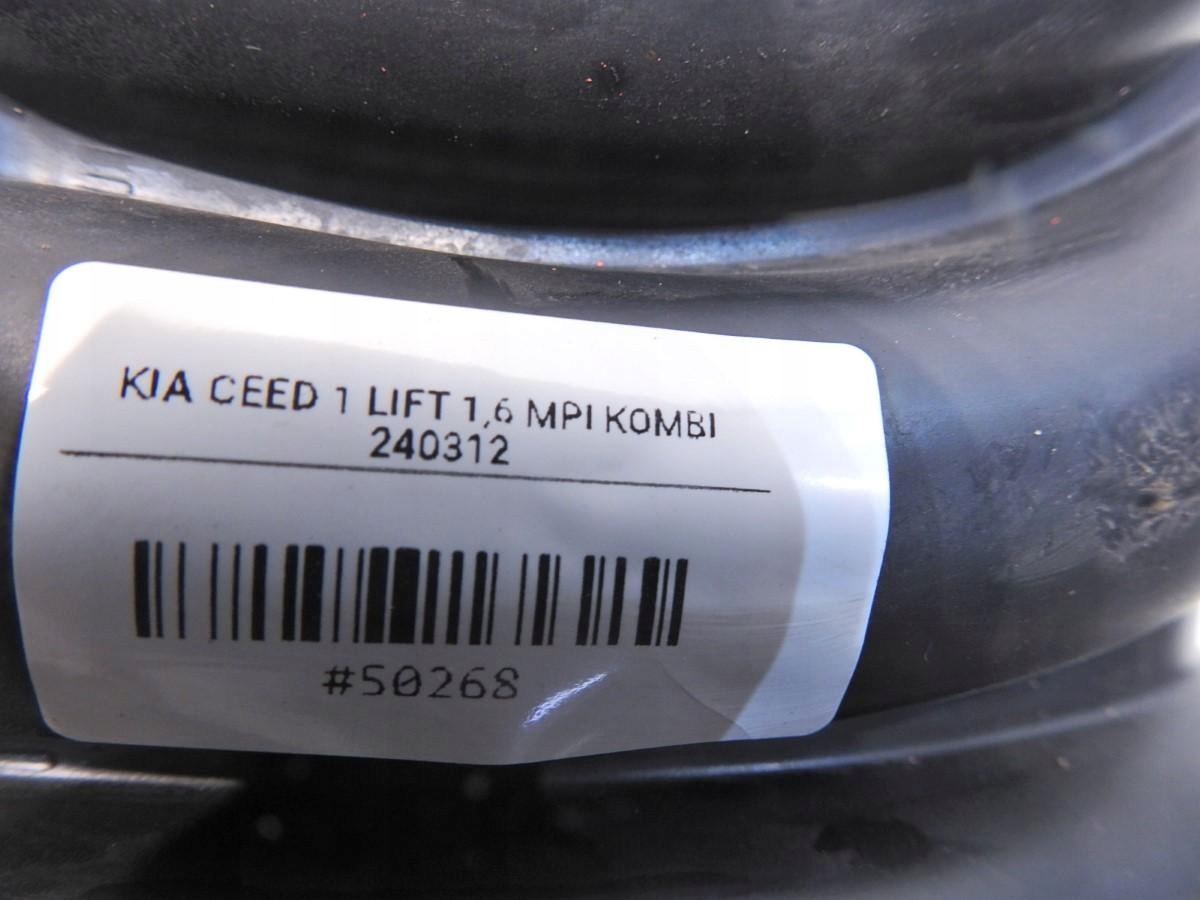 KIA CEED 1 LIFT 1,6 MPI KOMBI
240312
#50268